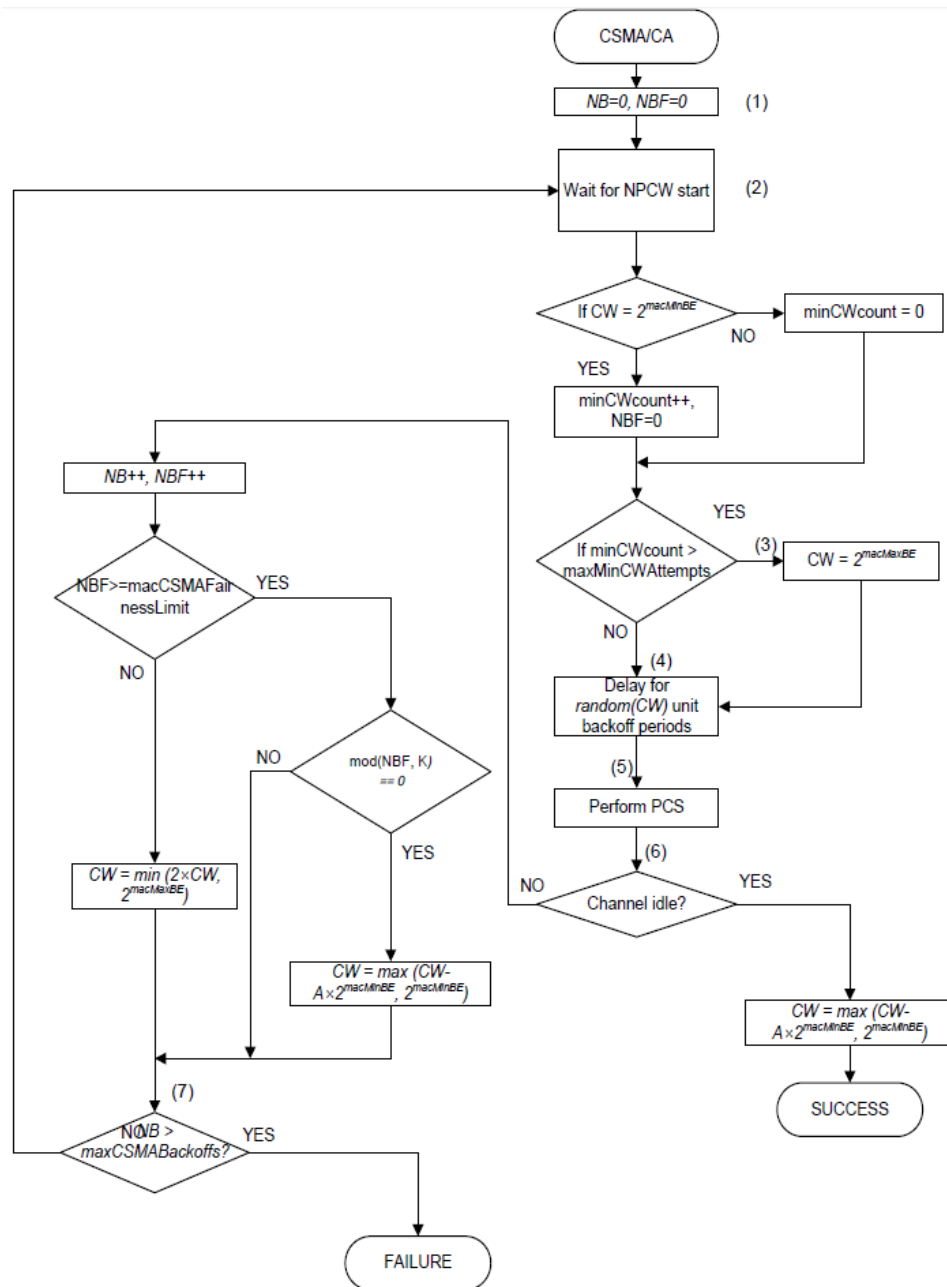 CSMA/CA
NB=0, NBF=0
(1)
Wait for NPCW start
(2)
If CW = 2^macMinBE
NO
minCWcount = 0
YES
minCWcount++,
NBF=0
NB++, NBF++
YES
If minCWcount >
maxMinCWAttempts
(3)
CW = 2^macMaxBE
NO
NBF>=macCSMAFai
rnessLimit
YES
NO
(4)
Delay for
random(CW) unit
backoff periods
mod(NBF, K)
== 0
NO
YES
(5)
Perform PCS
(6)
CW = min (2×CW,
2^macMaxBE)
Channel idle?
NO
YES
CW = max (CW-
A×2^macMinBE, 2^macMinBE)
CW = max (CW-
A×2^macMinBE, 2^macMinBE)
SUCCESS
(7)
NO
NB >
maxCSMABackoffs?
YES
FAILURE